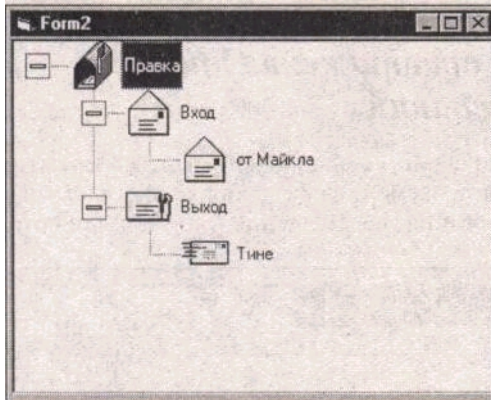 Form2
Правка
Вход
от Майкла
Выход
Тине